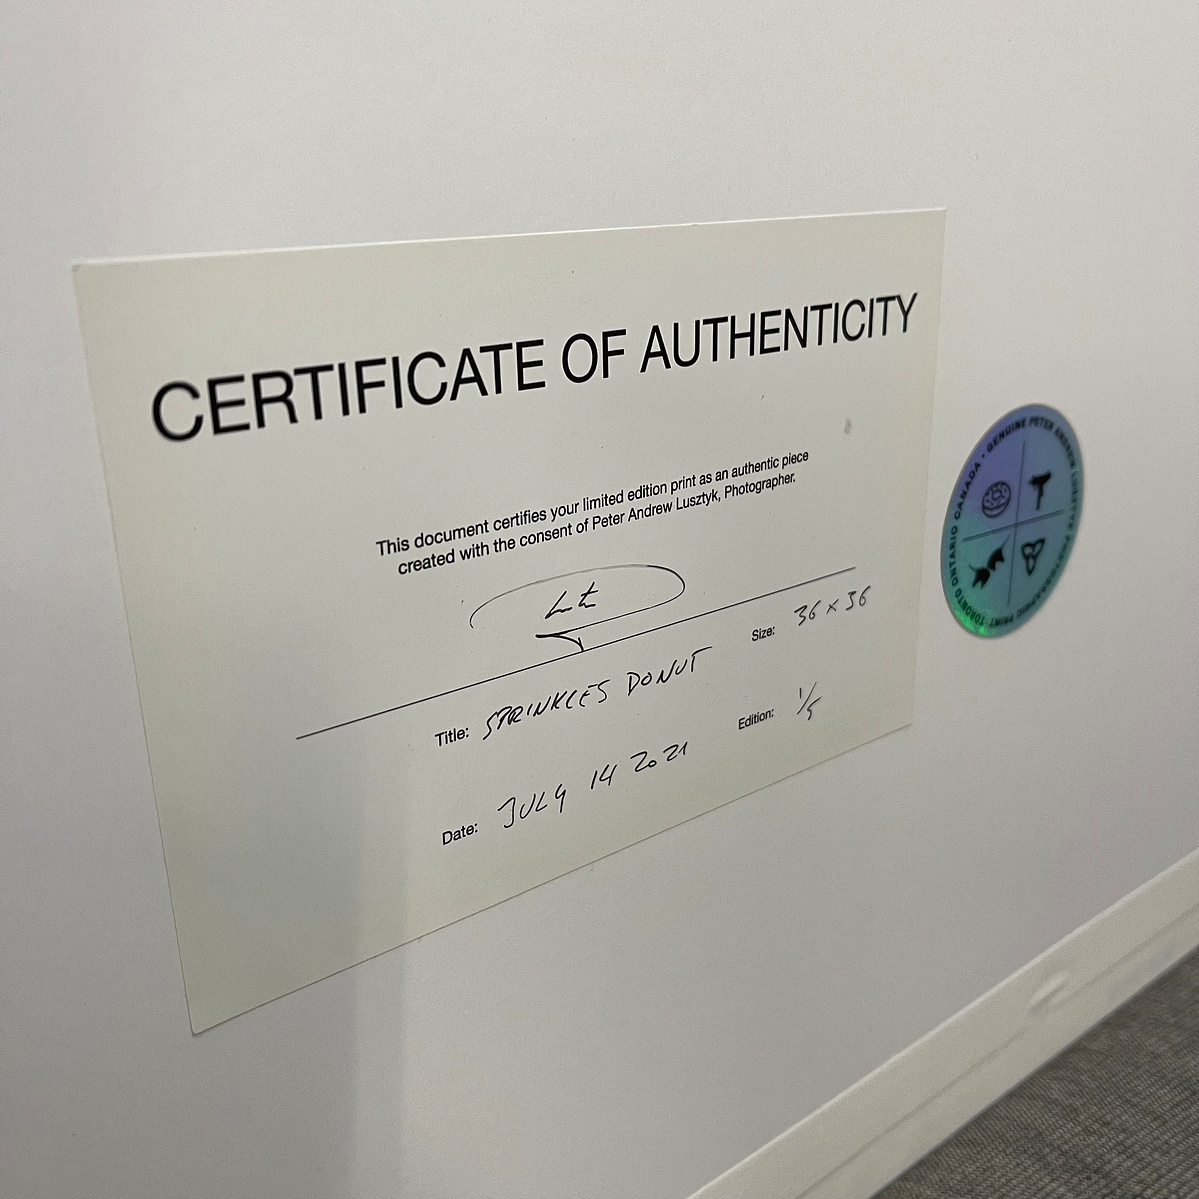 CERTIFICATE OF AUTHENTICITY
This document certifies your limited edition print as an authentic piece
created with the consent of Peter Andrew Lusztyk, Photographer.
Title: SPRINKLES DONUT
Size: 36 x 36
Date: JULY 14 2021
Edition: 1/5
GENUINE PETER ANDREW LUSZTYK PHOTOGRAPHIC PRINT TORONTO ONTARIO CANADA •